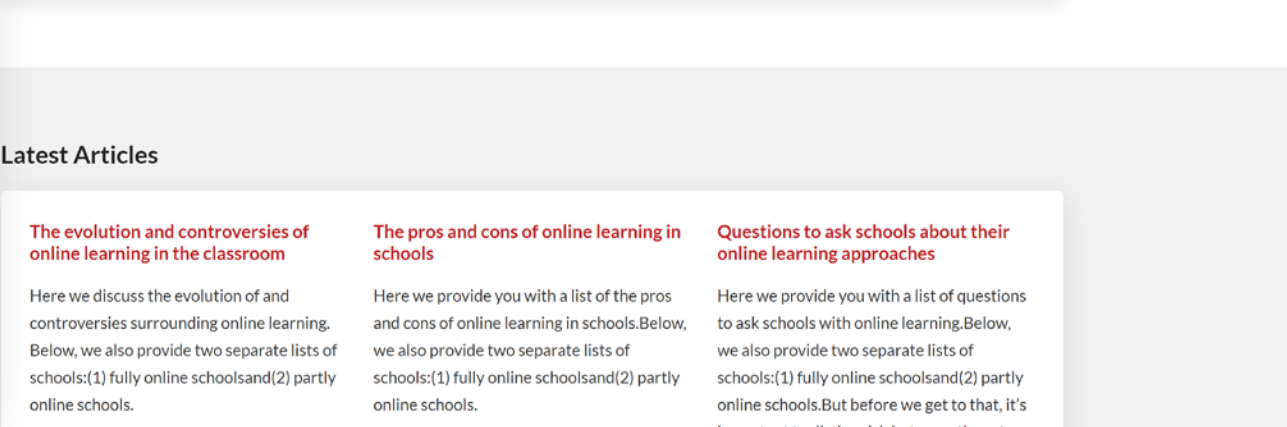 Latest Articles
The evolution and controversies of
online learning in the classroom
Here we discuss the evolution of and
controversies surrounding online learning.
Below, we also provide two separate lists of
schools:(1) fully online schoolsand(2) partly
online schools.
The pros and cons of online learning in
schools
Here we provide you with a list of the pros
and cons of online learning in schools.Below,
we also provide two separate lists of
schools:(1) fully online schoolsand(2) partly
online schools.
Questions to ask schools about their
online learning approaches
Here we provide you with a list of questions
to ask schools with online learning.Below,
we also provide two separate lists of
schools:(1) fully online schoolsand(2) partly
online schools.But before we get to that, it's